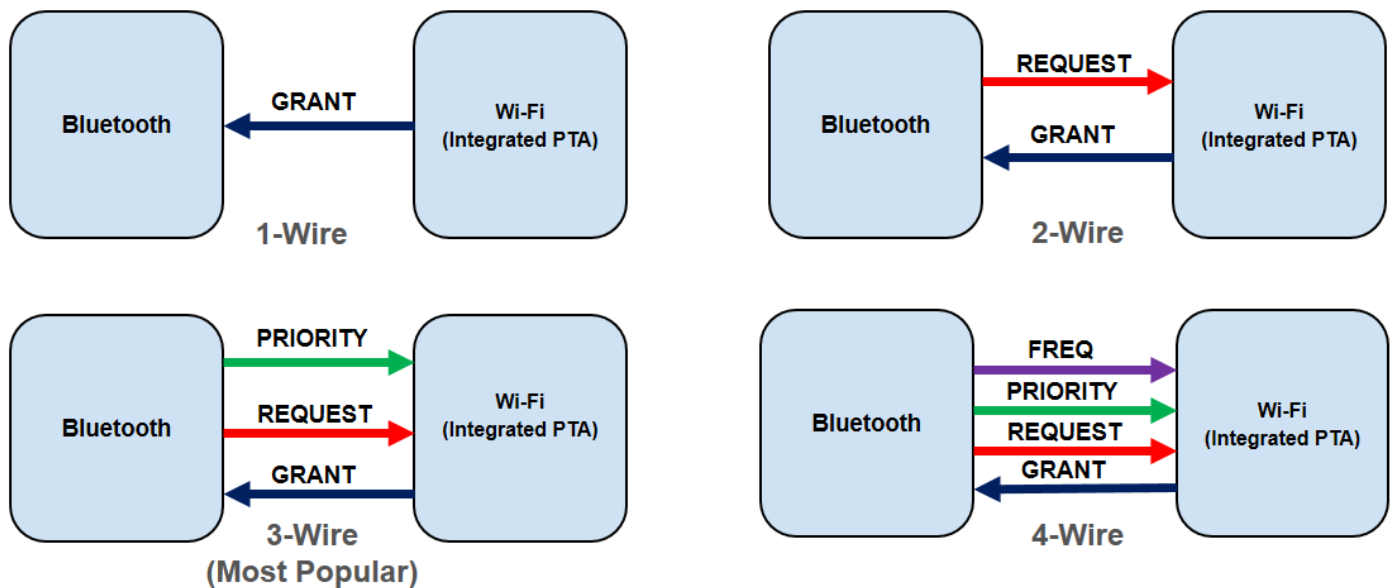 GRANT
Bluetooth
Wi-Fi
(Integrated PTA)
1-Wire
REQUEST
Bluetooth
GRANT
Wi-Fi
(Integrated PTA)
2-Wire
PRIORITY
Bluetooth
REQUEST
Wi-Fi
(Integrated PTA)
GRANT
3-Wire
(Most Popular)
FREQ
PRIORITY
Bluetooth
REQUEST
Wi-Fi
(Integrated PTA)
GRANT
4-Wire